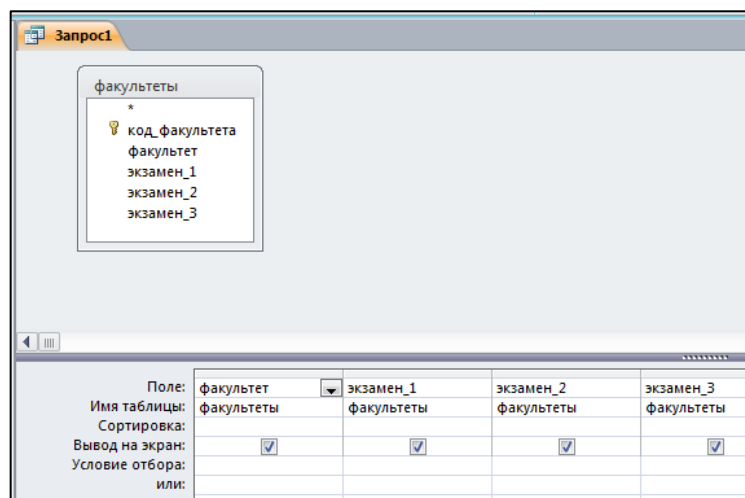 Запрос1
факультеты
*
код_факультета
факультет
экзамен_1
экзамен_2
экзамен_3
Поле: факультет экзамен_1 экзамен_2 экзамен_3
Имя таблицы: факультеты факультеты факультеты факультеты
Сортировка:
Вывод на экран:
Условие отбора:
или: